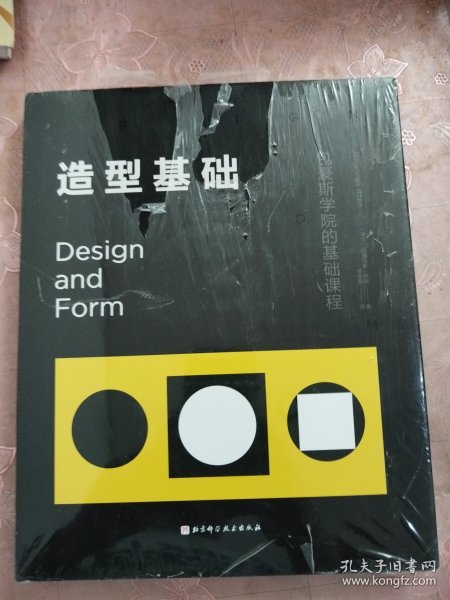 造型基础
Design
and
Form
包豪斯学院的基础课程
北京科学技术出版社
孔夫子旧书网
www.kongfz.com